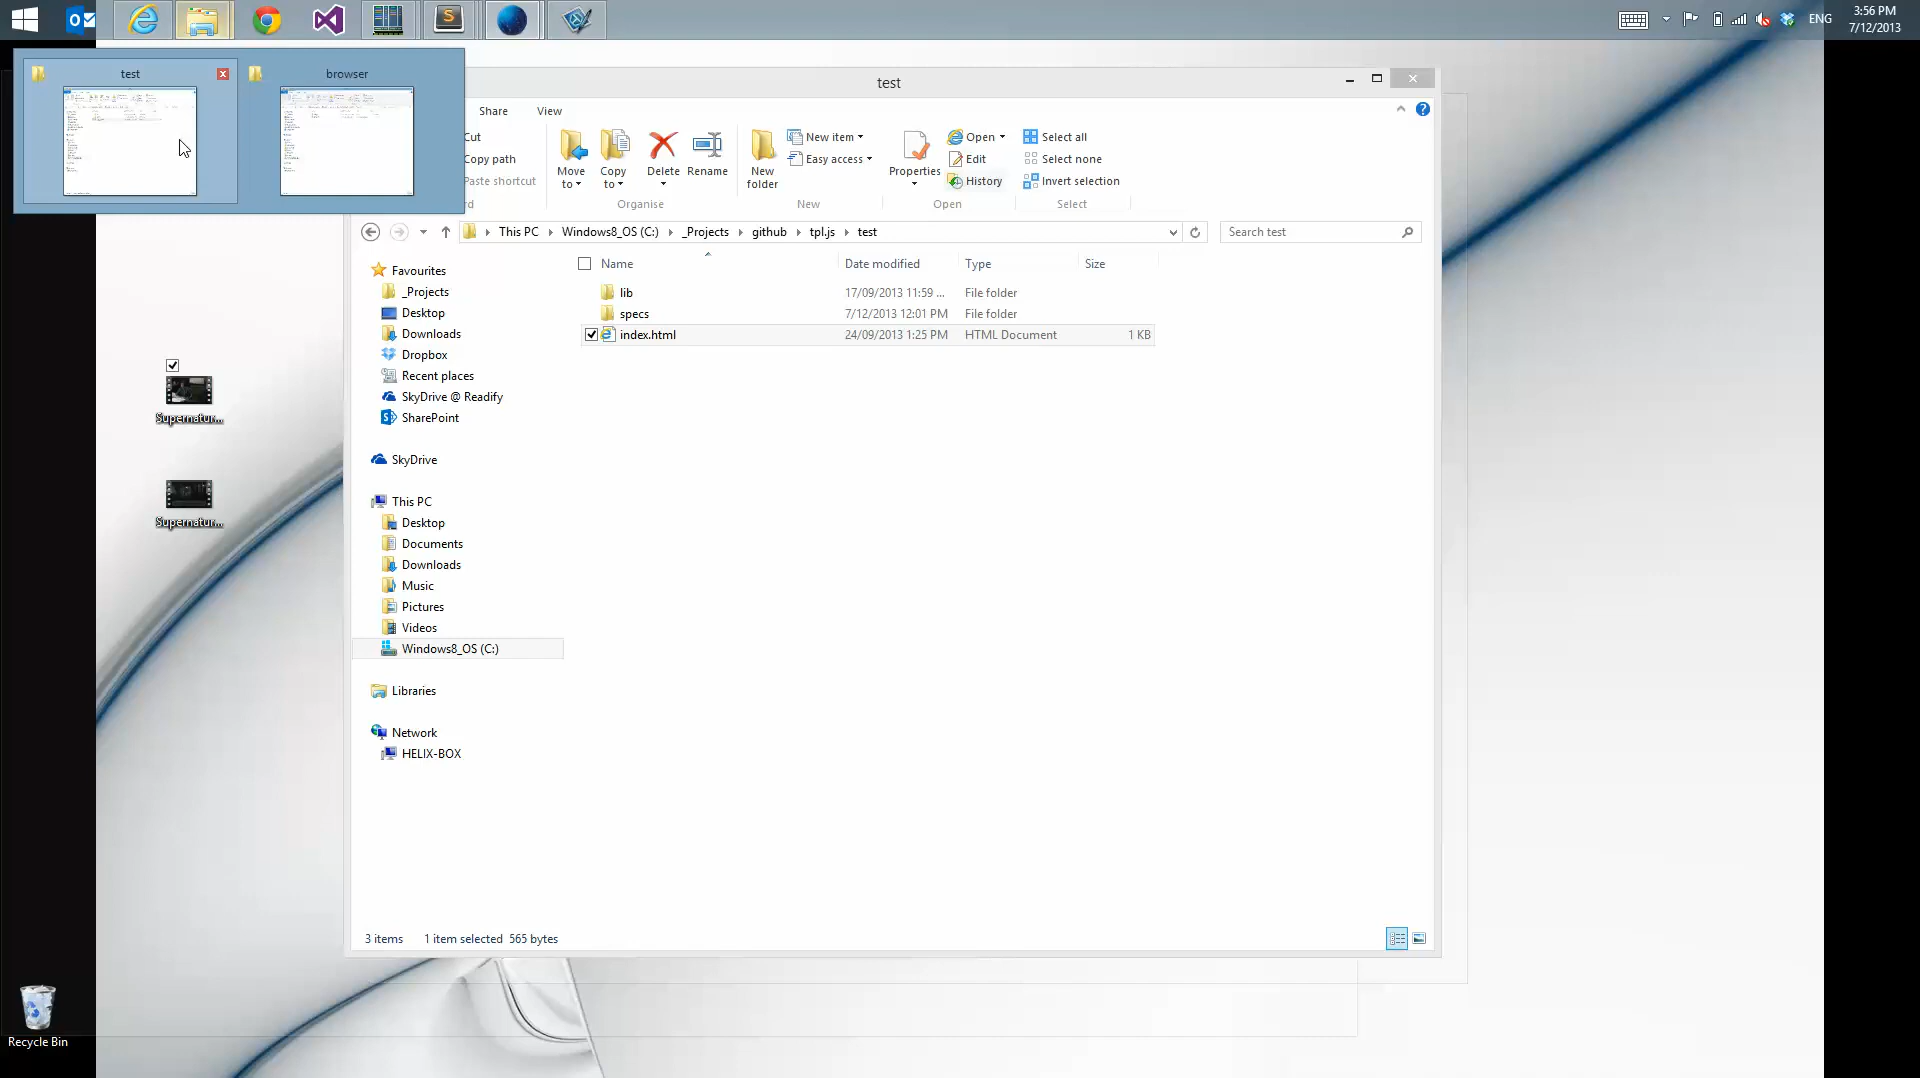 ENG
3:56 PM
7/12/2013
test
browser
test
Share
View
Cut
Copy path
Paste shortcut
Move to
Copy to
Delete
Rename
New folder
New item
Easy access
Properties
Open
Edit
History
Select all
Select none
Invert selection
Organise
New
Open
Select
This PC
Windows8_OS (C:)
_Projects
github
tpl.js
test
Search test
Name
Date modified
Type
Size
lib
17/09/2013 11:59 ...
File folder
specs
7/12/2013 12:01 PM
File folder
index.html
24/09/2013 1:25 PM
HTML Document
1 KB
Favourites
_Projects
Desktop
Downloads
Dropbox
Recent places
SkyDrive @ Readify
SharePoint
SkyDrive
This PC
Desktop
Documents
Downloads
Music
Pictures
Videos
Windows8_OS (C:)
Libraries
Network
HELIX-BOX
Supernatur...
Supernatur...
3 items
1 item selected 565 bytes
Recycle Bin